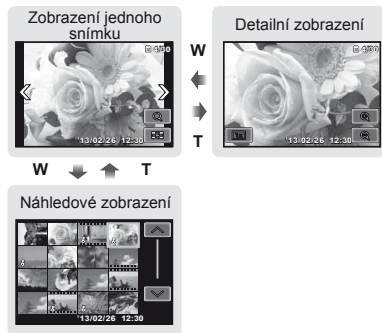 Zobrazení jednoho
snímku
4/30
'13/02/26 12:30
W
T
Detailní zobrazení
4/30
'13/02/26 12:30
W T
Náhledové zobrazení
'13/02/26 12:30